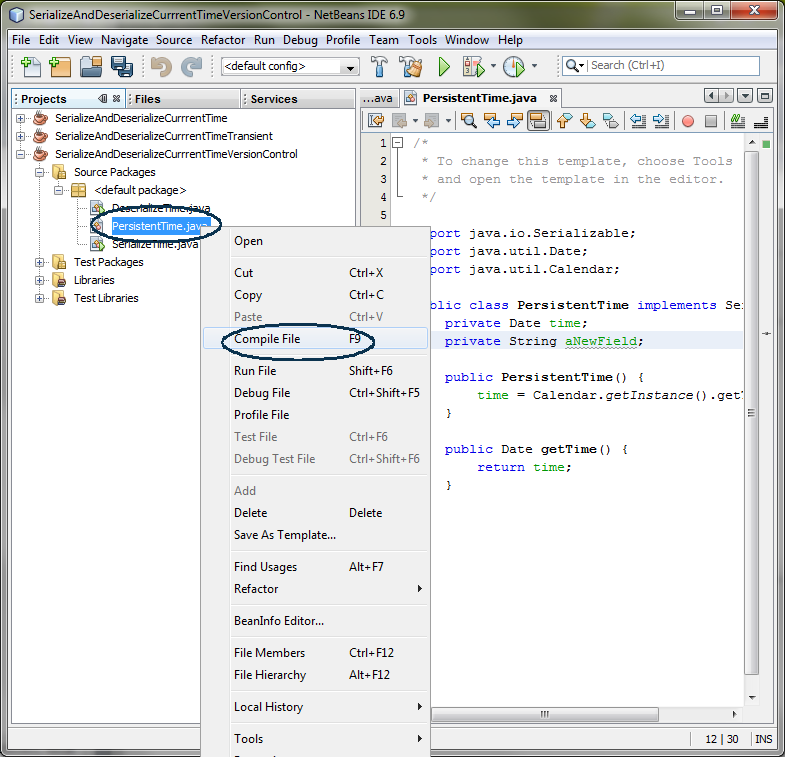 SerializeAndDeserializeCurrrentTimeVersionControl - NetBeans IDE 6.9
File Edit View Navigate Source Refactor Run Debug Profile Team Tools Window Help
<default config>
Search (Ctrl+I)
Projects
Files
Services
...ava
PersistentTime.java
SerializeAndDeserializeCurrrentTime
SerializeAndDeserializeCurrrentTimeTransient
SerializeAndDeserializeCurrrentTimeVersionControl
Source Packages
<default package>
DeserializeTime.java
PersistentTime.java
SerializeTime.java
Test Packages
Libraries
Test Libraries
1 /*
2 * To change this template, choose Tools
3 * and open the template in the editor.
4 */
5
port java.io.Serializable;
port java.util.Date;
port java.util.Calendar;
blic class PersistentTime implements Se
private Date time;
private String aNewField;
public PersistentTime() {
time = Calendar.getInstance().get
}
public Date getTime() {
return time;
}
Open
Cut Ctrl+X
Copy Ctrl+C
Paste Ctrl+V
Compile File F9
Run File Shift+F6
Debug File Ctrl+Shift+F5
Profile File
Test File Ctrl+F6
Debug Test File Ctrl+Shift+F6
Add
Delete Delete
Save As Template...
Find Usages Alt+F7
Refactor
BeanInfo Editor...
File Members Ctrl+F12
File Hierarchy Alt+F12
Local History
Tools
12 | 30 INS